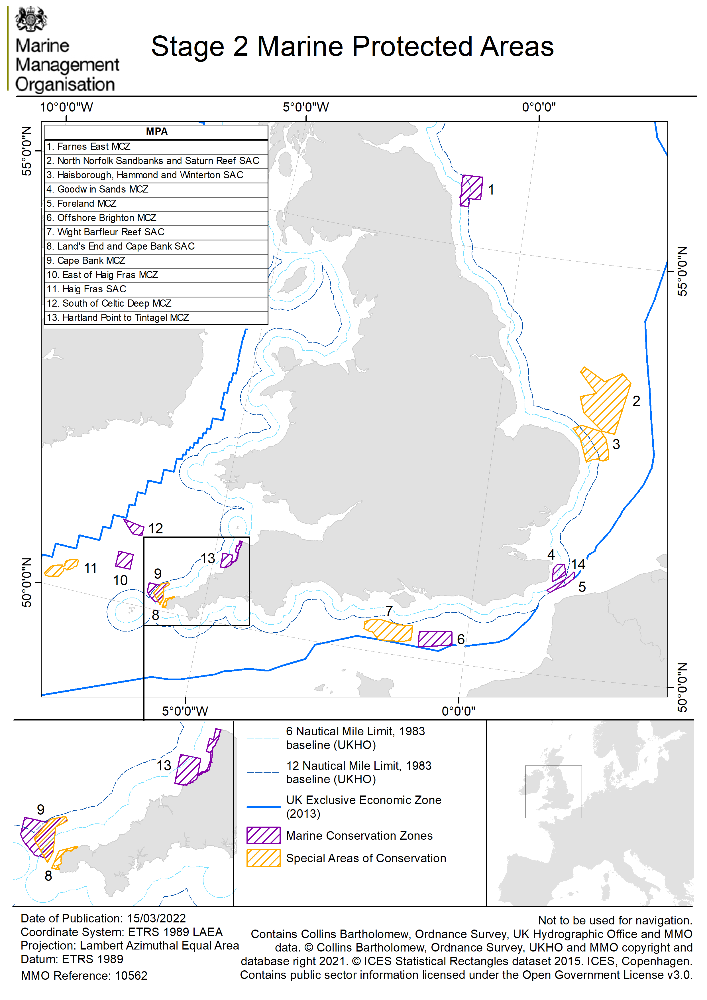 Marine
Management
Organisation
Stage 2 Marine Protected Areas
10°0'0"W
5°0'0"W
0°0'0"
55°0'0"N
MPA
1. Farnes East MCZ
2. North Norfolk Sandbanks and Saturn Reef SAC
3. Haisborough, Hammond and Winterton SAC
4. Goodwin Sands MCZ
5. Foreland MCZ
6. Offshore Brighton MCZ
7. Wight Barfleur Reef SAC
8. Land's End and Cape Bank SAC
9. Cape Bank MCZ
10. East of Haig Fras MCZ
11. Haig Fras SAC
12. South of Celtic Deep MCZ
13. Hartland Point to Tintagel MCZ
1
55°0'0"N
2
3
12
13
4
14
11
10
9
5
50°0'0"N
8
7
6
50°0'0"N
5°0'0"W
0°0'0"
13
9
8
6 Nautical Mile Limit, 1983
baseline (UKHO)
12 Nautical Mile Limit, 1983
baseline (UKHO)
UK Exclusive Economic Zone
(2013)
Marine Conservation Zones
Special Areas of Conservation
Date of Publication: 15/03/2022
Coordinate System: ETRS 1989 LAEA
Projection: Lambert Azimuthal Equal Area
Datum: ETRS 1989
MMO Reference: 10562
Not to be used for navigation.
Contains Collins Bartholomew, Ordnance Survey, UK Hydrographic Office and MMO
data. © Collins Bartholomew, Ordnance Survey, UKHO and MMO copyright and
database right 2021. © ICES Statistical Rectangles dataset 2015. ICES, Copenhagen.
Contains public sector information licensed under the Open Government License v3.0.